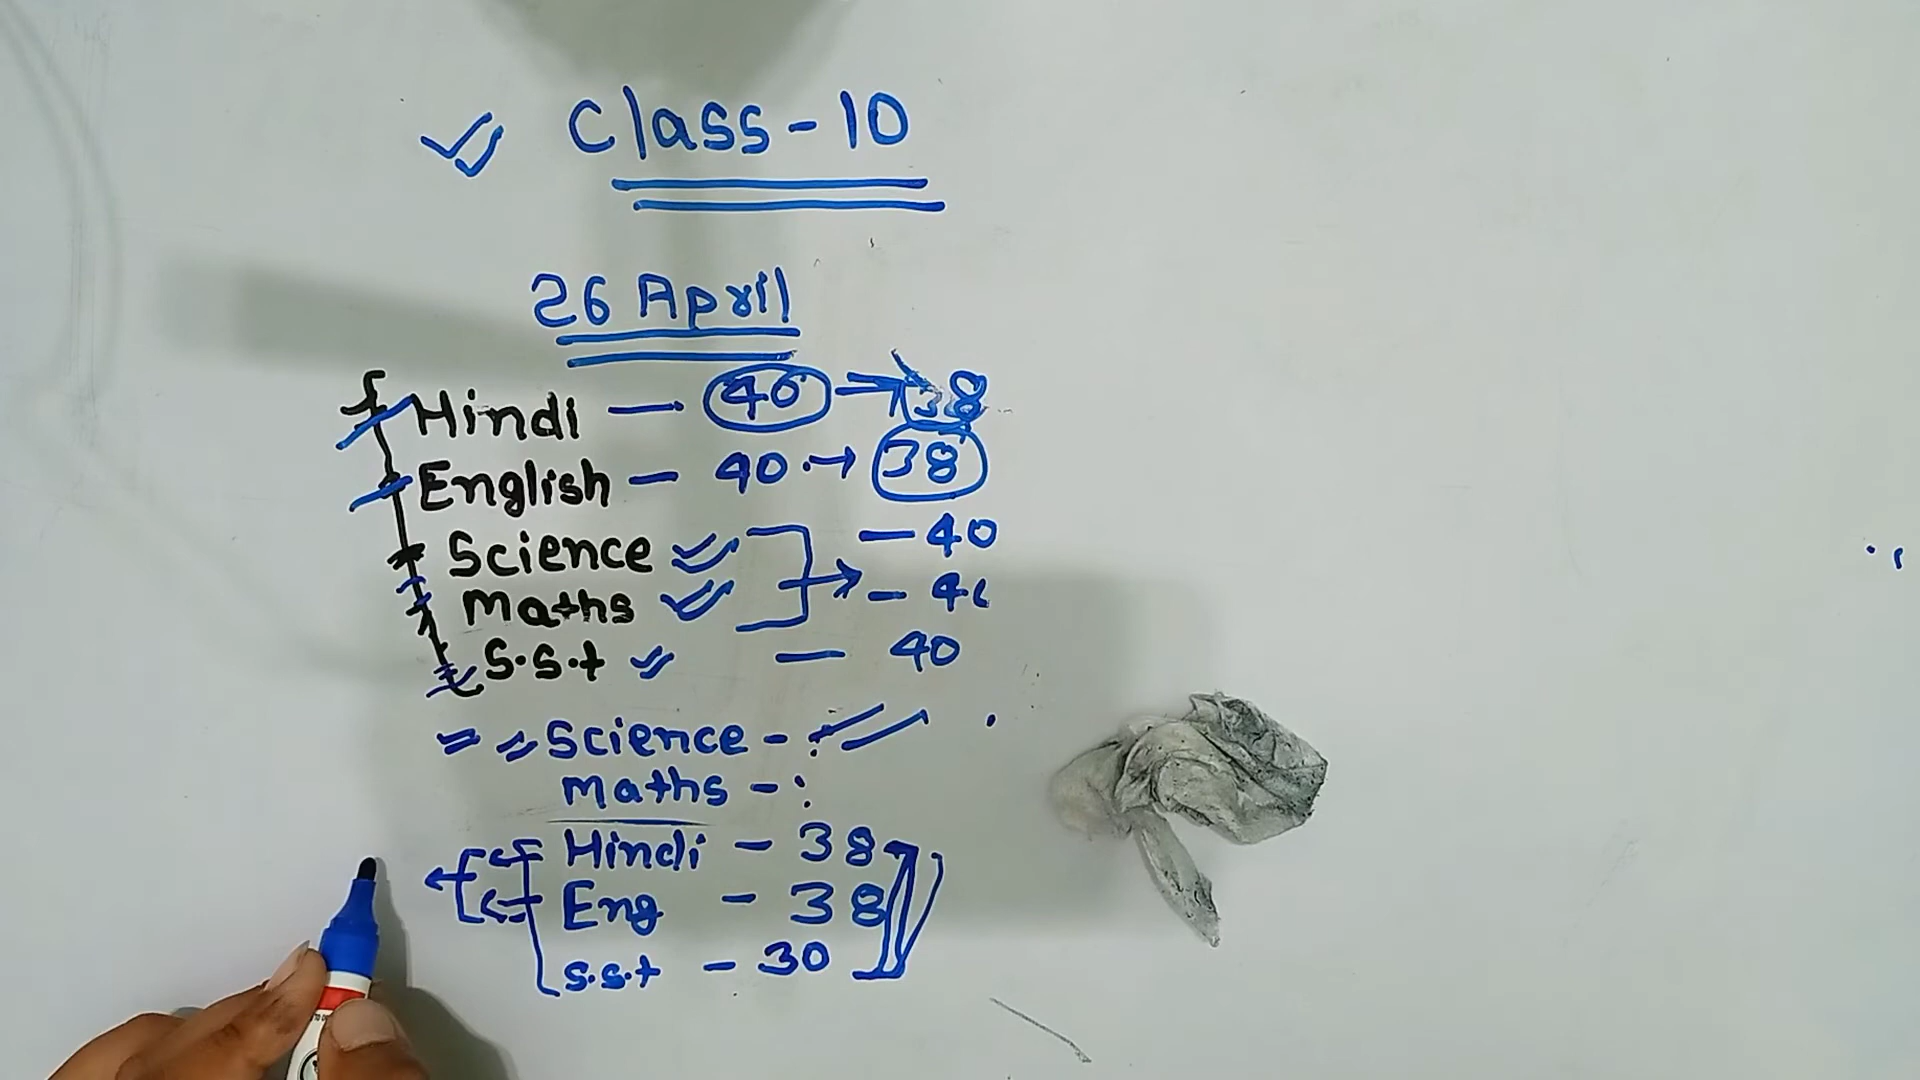 Class-10
26 April
Hindi — 40 → 38
English — 40 → 38
Science — 40
Maths — 40
S.S.t — 40
Science -
Maths - :
Hindi - 38
Eng - 38
S.S.t - 30